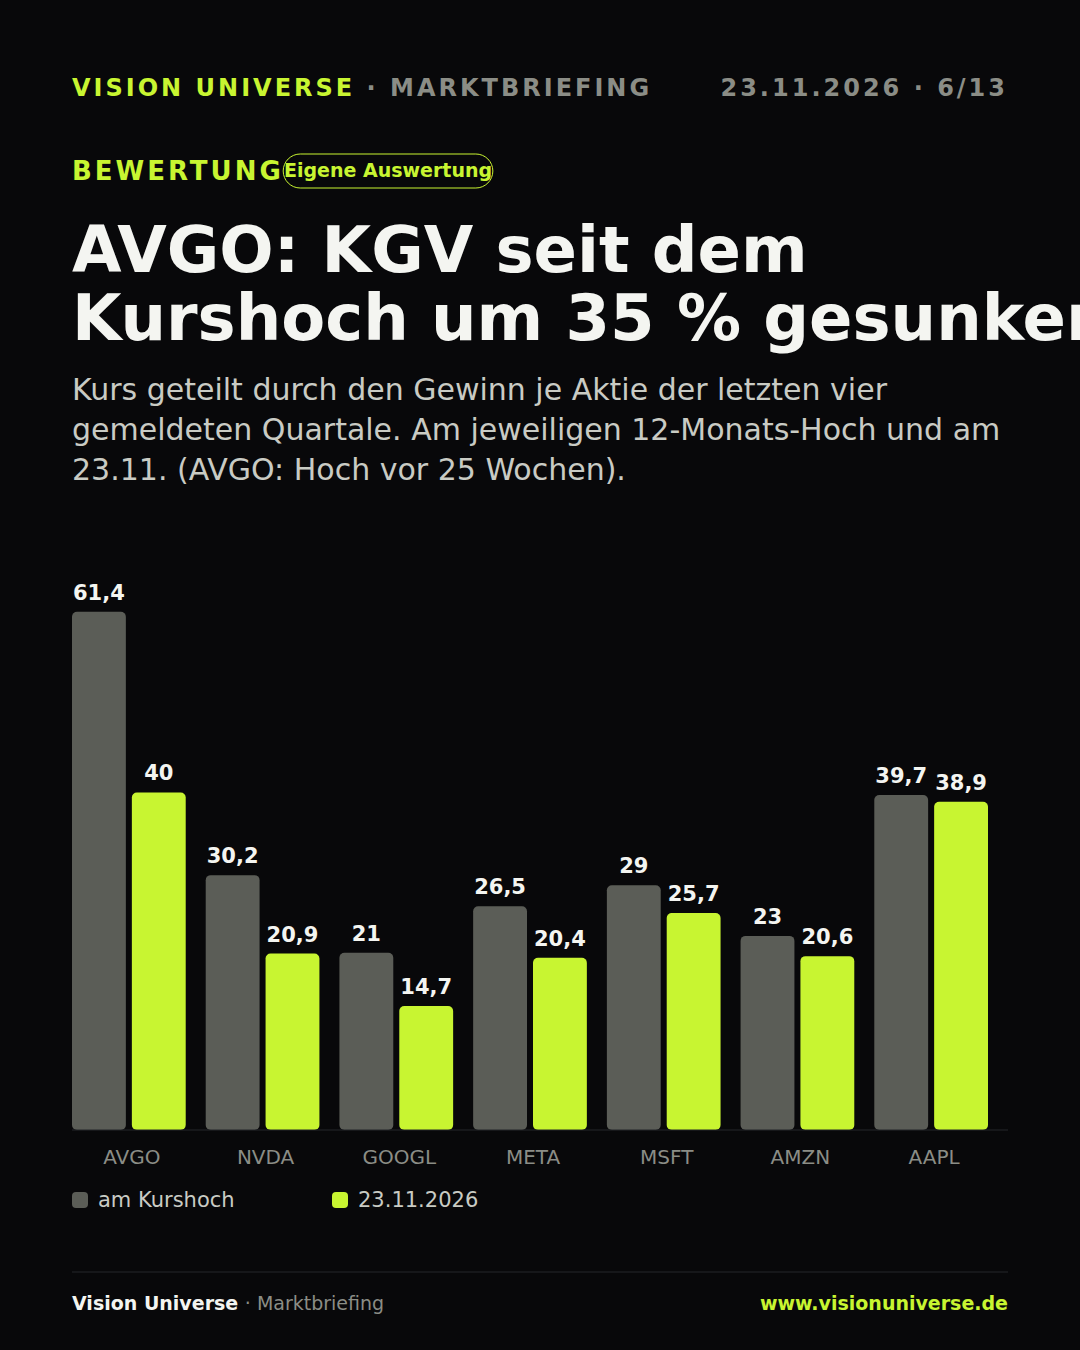 VISION UNIVERSE · MARKTBRIEFING 23.11.2026 · 6/13
BEWERTUNG Eigene Auswertung
AVGO: KGV seit dem
Kurshoch um 35 % gesunken
Kurs geteilt durch den Gewinn je Aktie der letzten vier
gemeldeten Quartale. Am jeweiligen 12-Monats-Hoch und am
23.11. (AVGO: Hoch vor 25 Wochen).
61,4 40 30,2 20,9 21 14,7 26,5 20,4 29 25,7 23 20,6 39,7 38,9
AVGO NVDA GOOGL META MSFT AMZN AAPL
am Kurshoch 23.11.2026
Vision Universe · Marktbriefing www.visionuniverse.de